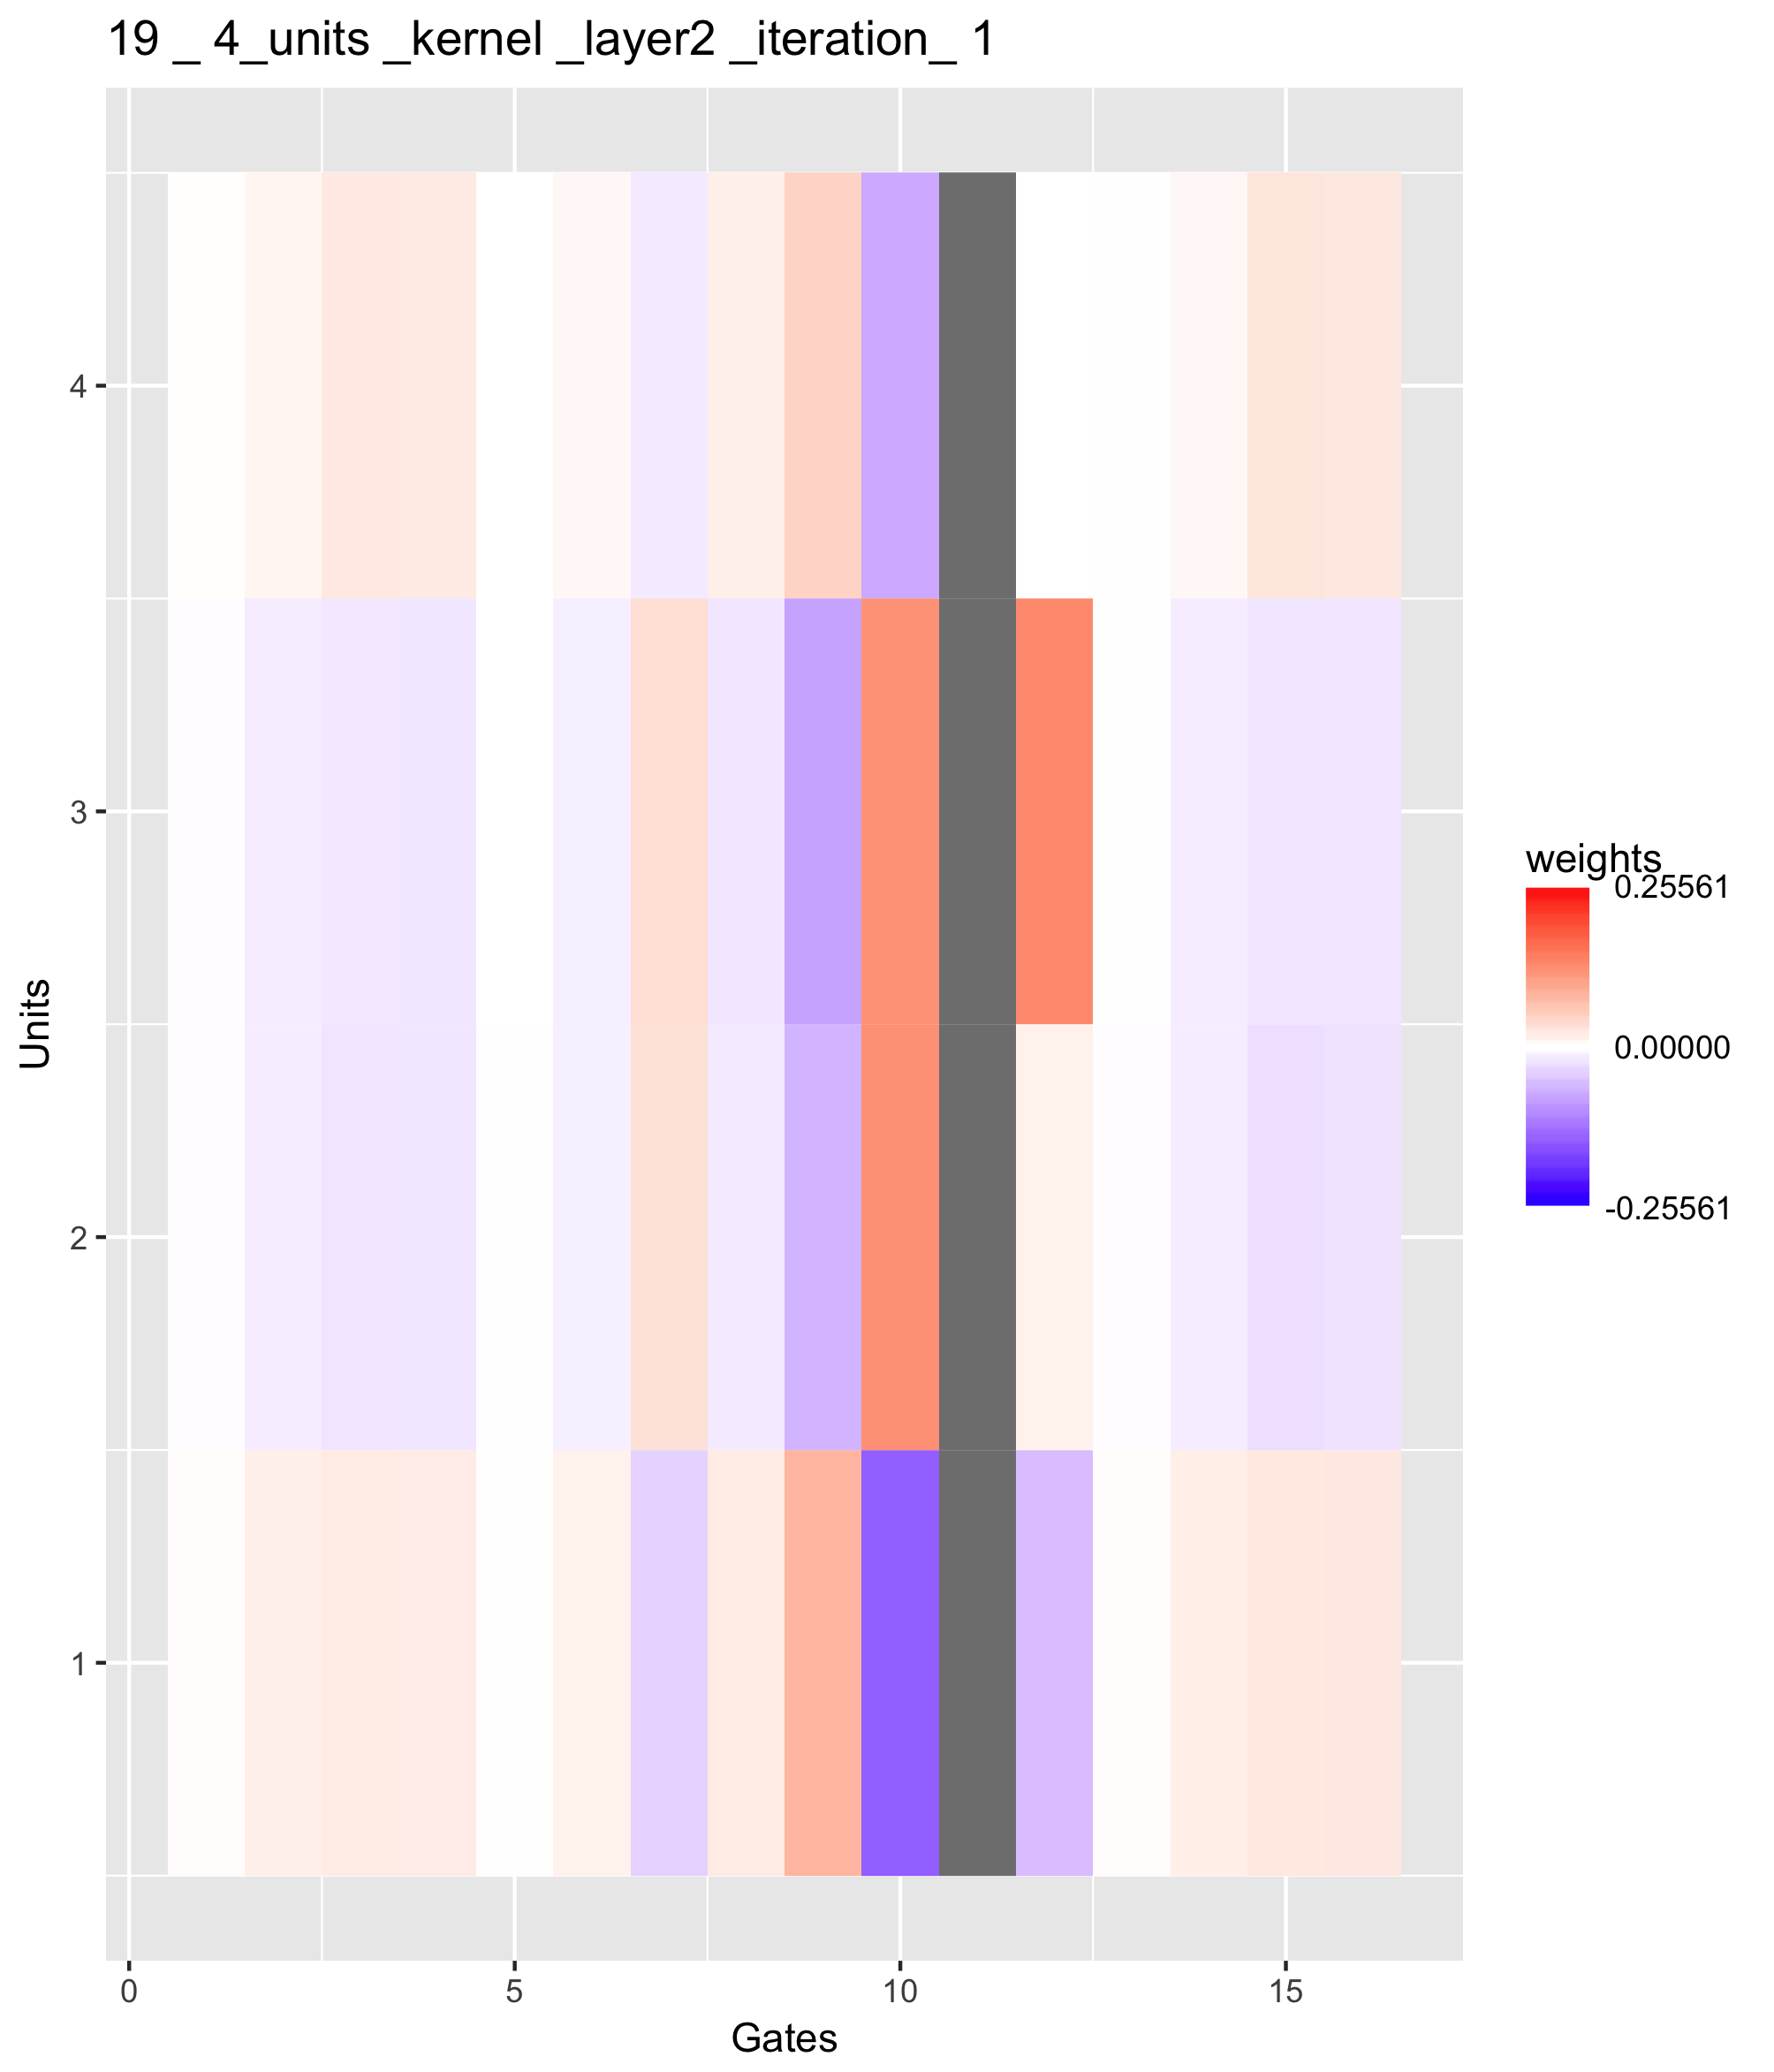 19 _ 4_units _kernel _layer2 _iteration_ 1
Units
4
3
2
1
0
5
10
15
Gates
weights
0.25561
0.00000
-0.25561